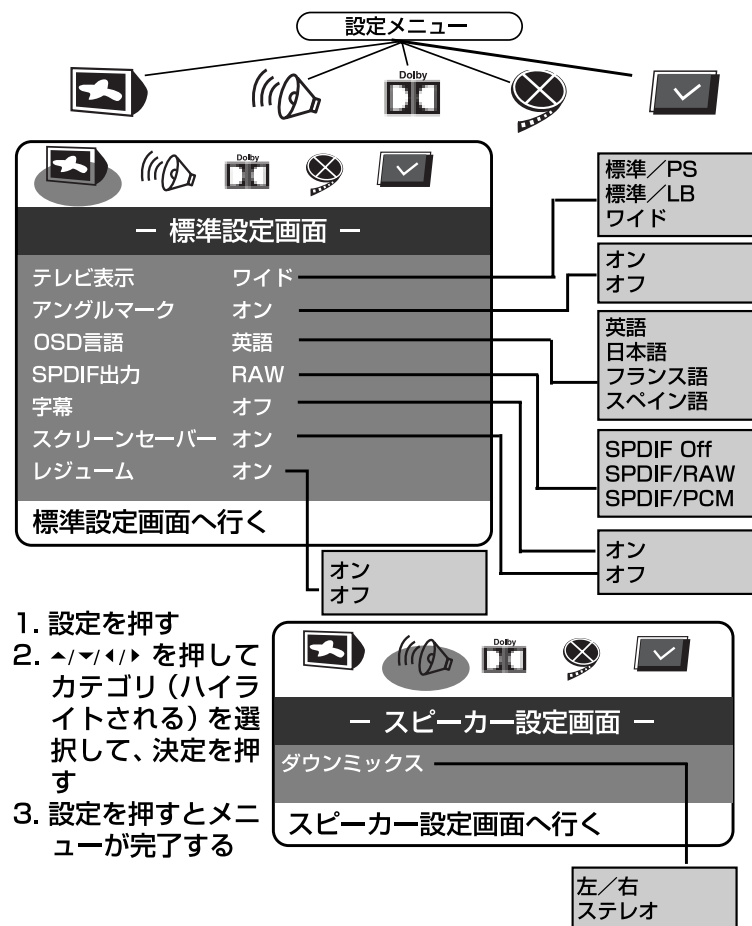 設定メニュー
Dolby
Dolby
標準／PS
標準／LB
ワイド
― 標準設定画面 ―
テレビ表示 ワイド
アングルマーク オン
OSD言語 英語
SPDIF出力 RAW
字幕 オフ
スクリーンセーバー オン
レジューム オン
標準設定画面へ行く
オン
オフ
英語
日本語
フランス語
スペイン語
SPDIF Off
SPDIF/RAW
SPDIF/PCM
オン
オフ
オン
オフ
1. 設定を押す
2. ▲/▼/◀/▶ を押して
カテゴリ（ハイラ
イトされる）を選
択して、決定を押
す
3. 設定を押すとメニ
ューが完了する
Dolby
― スピーカー設定画面 ―
ダウンミックス
スピーカー設定画面へ行く
左／右
ステレオ